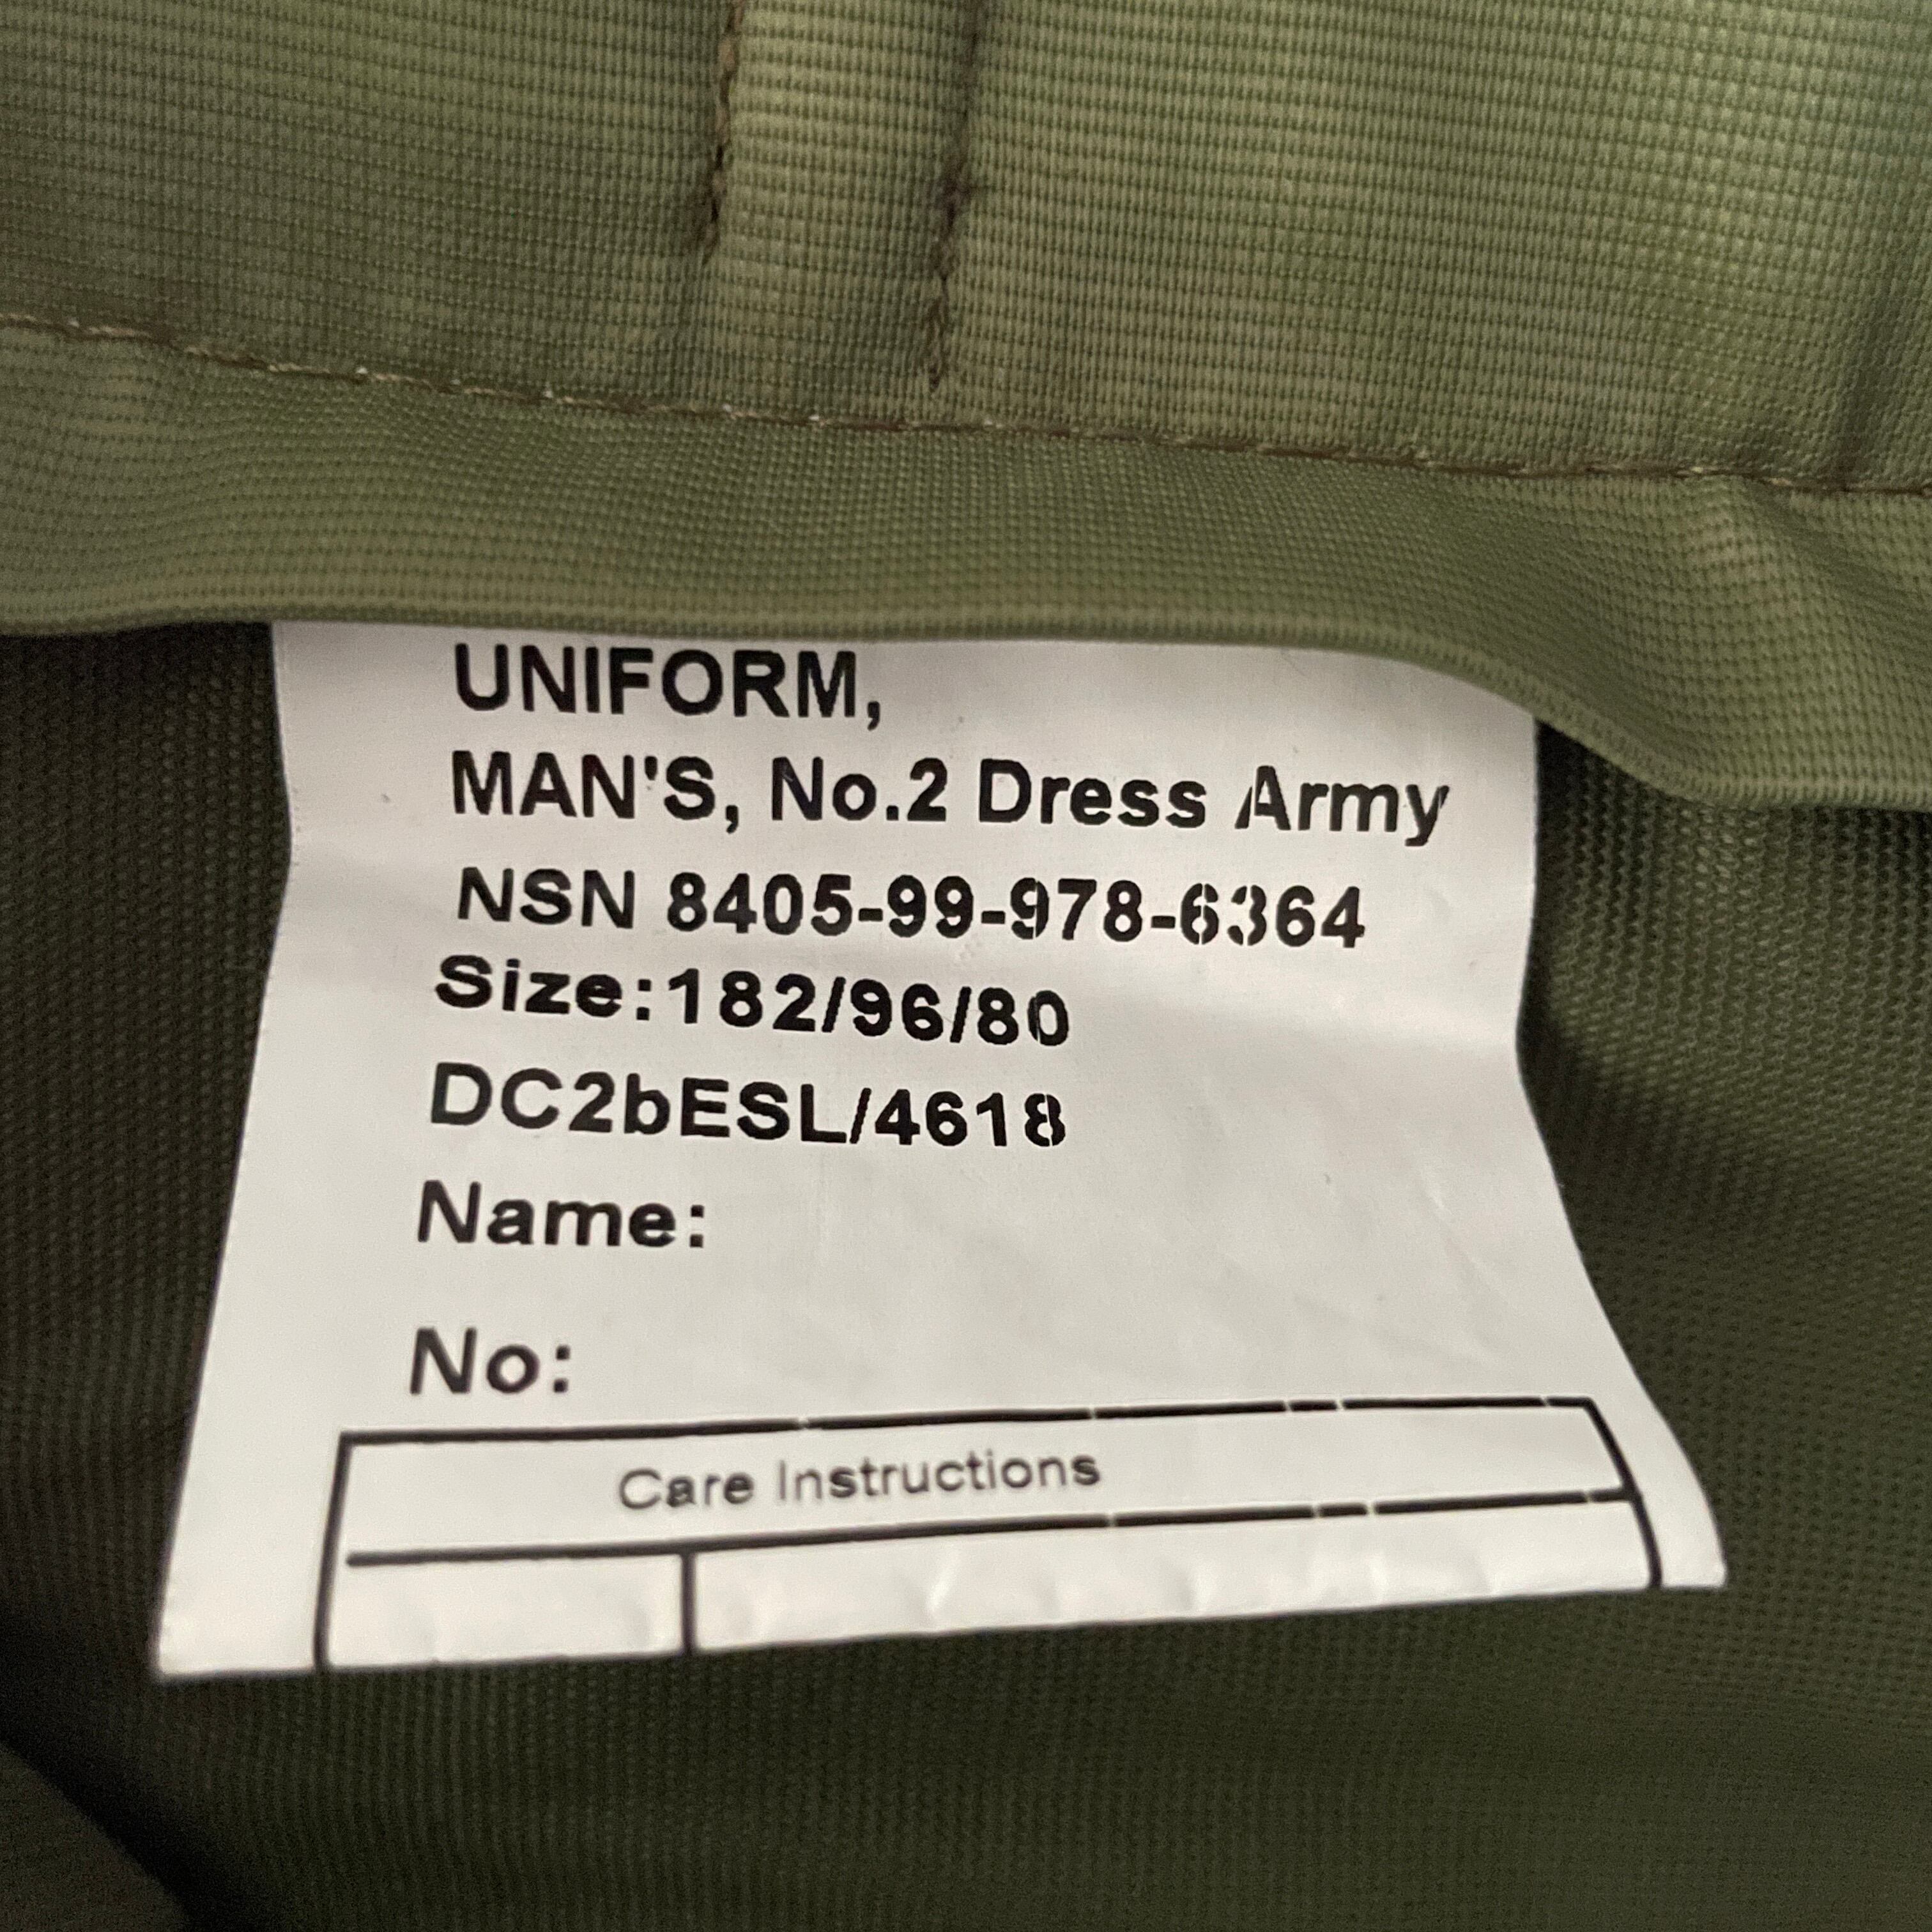 UNIFORM,
MAN'S, No.2 Dress Army
NSN 8405-99-978-6364
Size:182/96/80
DC2bESL/4618
Name:
No:
Care Instructions